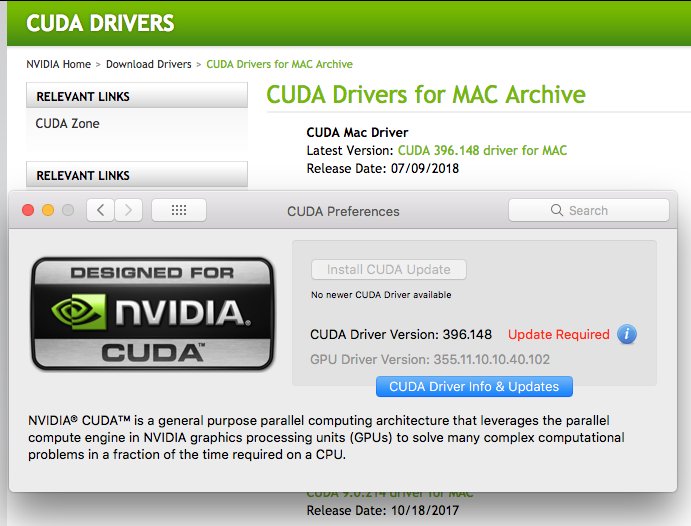 CUDA DRIVERS
NVIDIA Home > Download Drivers > CUDA Drivers for MAC Archive
RELEVANT LINKS
CUDA Zone
RELEVANT LINKS
CUDA Drivers for MAC Archive
CUDA Mac Driver
Latest Version: CUDA 396.148 driver for MAC
Release Date: 07/09/2018
CUDA Preferences
Search
DESIGNED FOR
NVIDIA.
CUDA™
Install CUDA Update
No newer CUDA Driver available
CUDA Driver Version: 396.148 Update Required i
GPU Driver Version: 355.11.10.10.40.102
CUDA Driver Info & Updates
NVIDIA® CUDA™ is a general purpose parallel computing architecture that leverages the parallel
compute engine in NVIDIA graphics processing units (GPUs) to solve many complex computational
problems in a fraction of the time required on a CPU.
CUDA 9.0.214 driver for MAC
Release Date: 10/18/2017